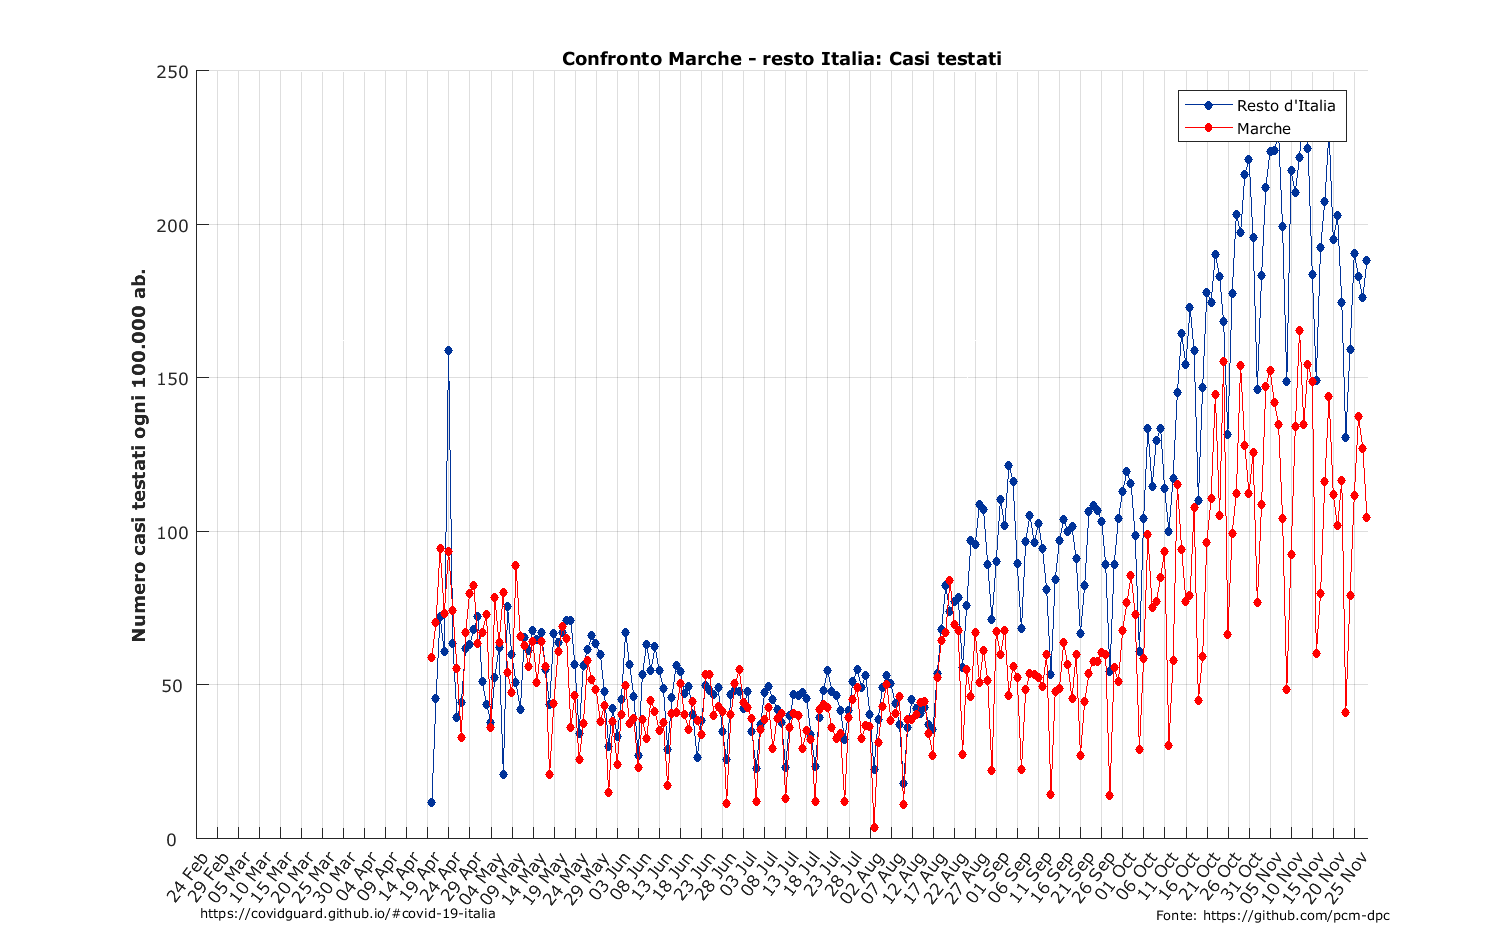 Confronto Marche - resto Italia: Casi testati
Numero casi testati ogni 100.000 ab.
250
200
150
100
50
0
Resto d'Italia
Marche
24 Feb
29 Feb
05 Mar
10 Mar
15 Mar
20 Mar
25 Mar
30 Mar
04 Apr
09 Apr
14 Apr
19 Apr
24 Apr
29 Apr
04 May
09 May
14 May
19 May
24 May
29 May
03 Jun
08 Jun
13 Jun
18 Jun
23 Jun
28 Jun
03 Jul
08 Jul
13 Jul
18 Jul
23 Jul
28 Jul
02 Aug
07 Aug
12 Aug
17 Aug
22 Aug
27 Aug
01 Sep
06 Sep
11 Sep
16 Sep
21 Sep
26 Sep
01 Oct
06 Oct
11 Oct
16 Oct
21 Oct
26 Oct
31 Oct
05 Nov
10 Nov
15 Nov
20 Nov
25 Nov
https://covidguard.github.io/#covid-19-italia
Fonte: https://github.com/pcm-dpc